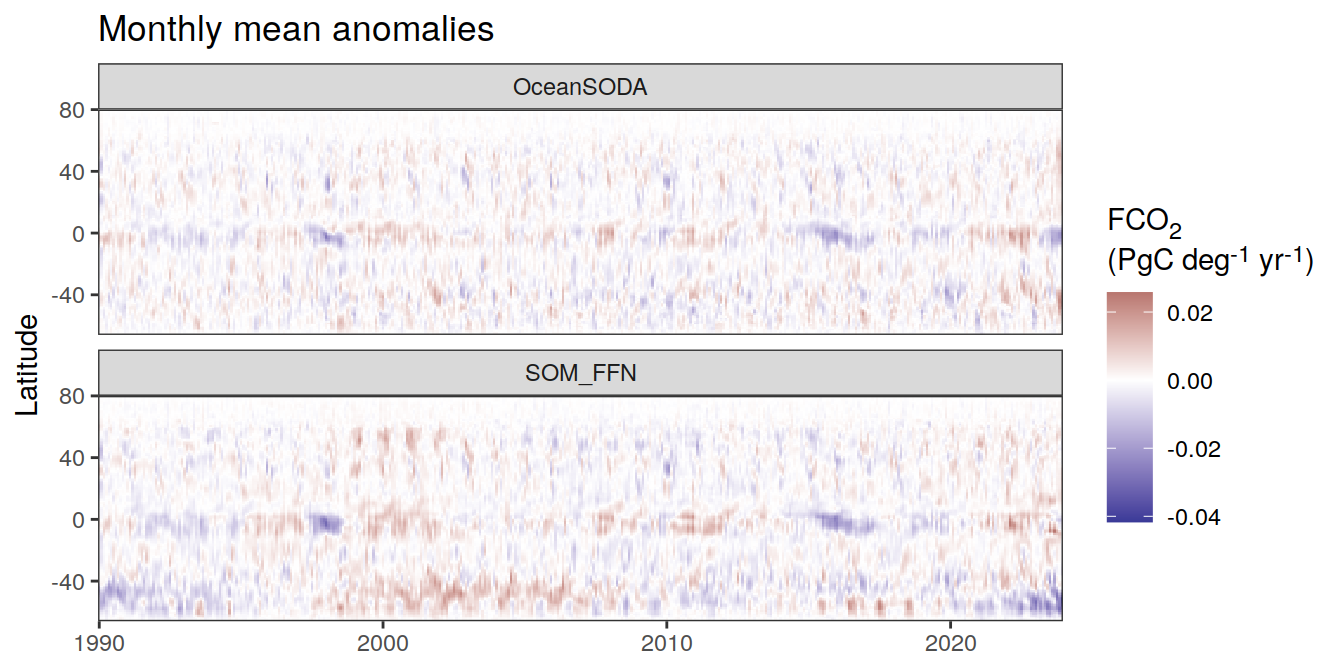 Monthly mean anomalies
OceanSODA
80
40
0
-40
SOM_FFN
80
40
0
-40
Latitude
1990
2000
2010
2020
FCO₂
(PgC deg⁻¹ yr⁻¹)
0.02
0.00
-0.02
-0.04